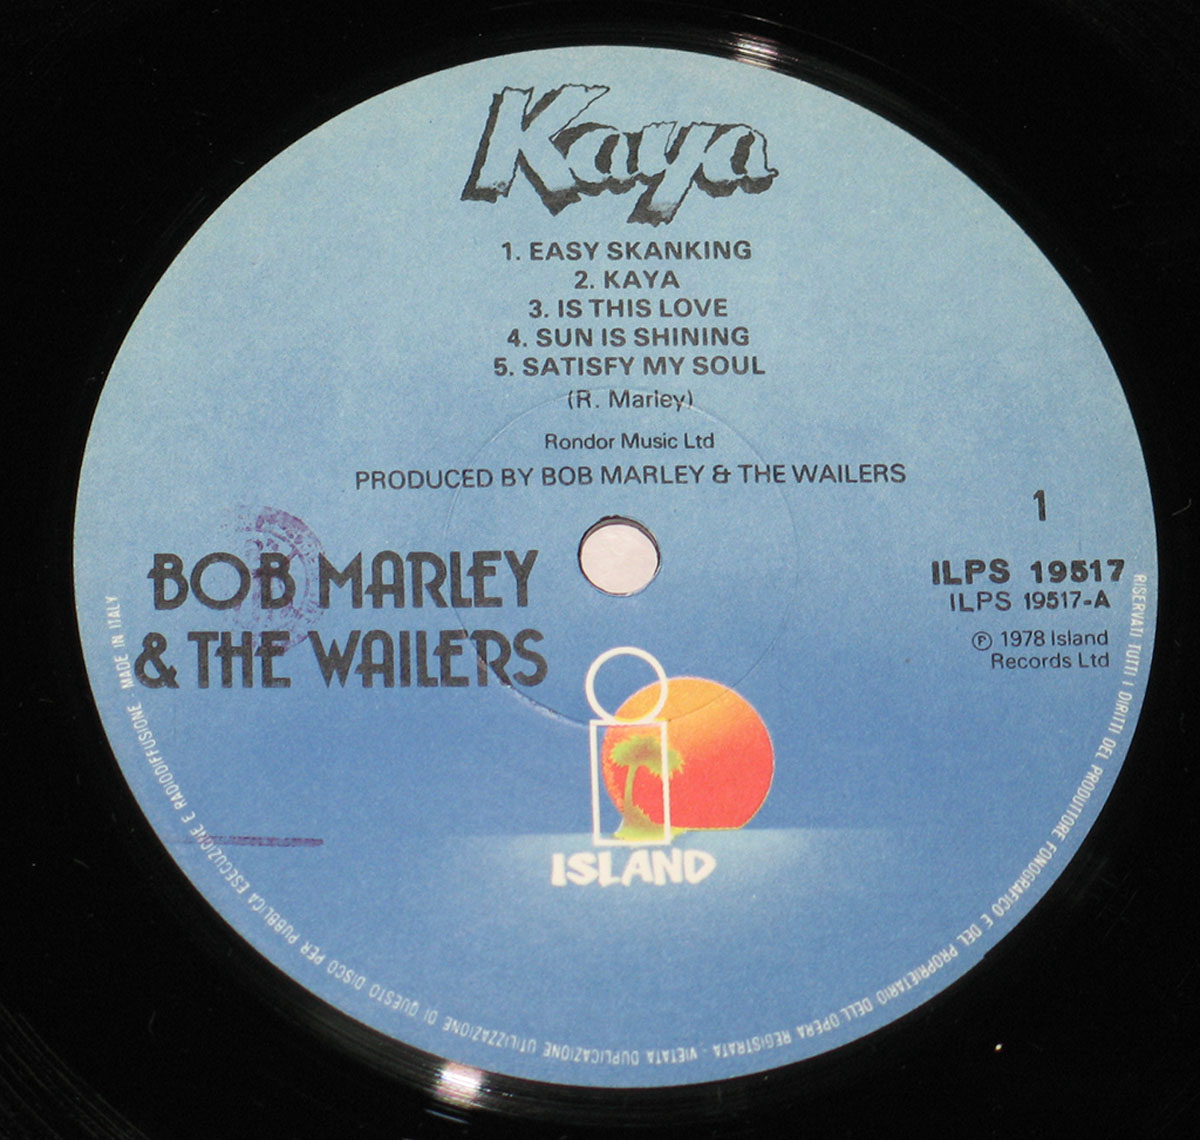 Kaya
1. EASY SKANKING
2. KAYA
3. IS THIS LOVE
4. SUN IS SHINING
5. SATISFY MY SOUL
(R. Marley)
Rondor Music Ltd
PRODUCED BY BOB MARLEY & THE WAILERS
1
BOB MARLEY
& THE WAILERS
ILPS 19517
ILPS 19517-A
℗ 1978 Island
Records Ltd
ISLAND
RISERVATI TUTTI I DIRITTI DEL PRODUTTORE FONOGRAFICO E DEL PROPRIETARIO DELL'OPERA REGISTRATA - VIETATA DUPLICAZIONE UTILIZZAZIONE DI QUESTO DISCO PER PUBBLICA ESECUZIONE E RADIODIFFUSIONE - MADE IN ITALY